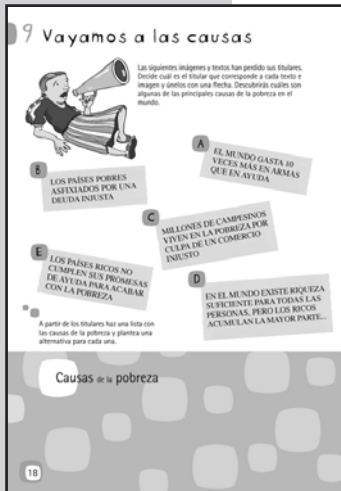 9 Vayamos a las causas
Las siguientes imágenes y textos han perdido sus titulares.
Decide cuál es el titular que corresponde a cada texto e
imagen y únelos con una flecha. Descubrirás cuáles son
algunas de las principales causas de la pobreza en el
mundo.
A
EL MUNDO GASTA 10
VECES MÁS EN ARMAS
QUE EN AYUDA
B
LOS PAÍSES POBRES
ASFIXIADOS POR UNA
DEUDA INJUSTA
C
MILLONES DE CAMPESINOS
VIVEN EN LA POBREZA POR
CULPA DE UN COMERCIO
INJUSTO
E
LOS PAÍSES RICOS NO
CUMPLEN SUS PROMESAS
DE AYUDA PARA ACABAR
CON LA POBREZA
D
EN EL MUNDO EXISTE RIQUEZA
SUFICIENTE PARA TODAS LAS
PERSONAS, PERO LOS RICOS
ACUMULAN LA MAYOR PARTE...
A partir de los titulares haz una lista con
las causas de la pobreza y plantea una
alternativa para cada una.
Causas de la pobreza
18